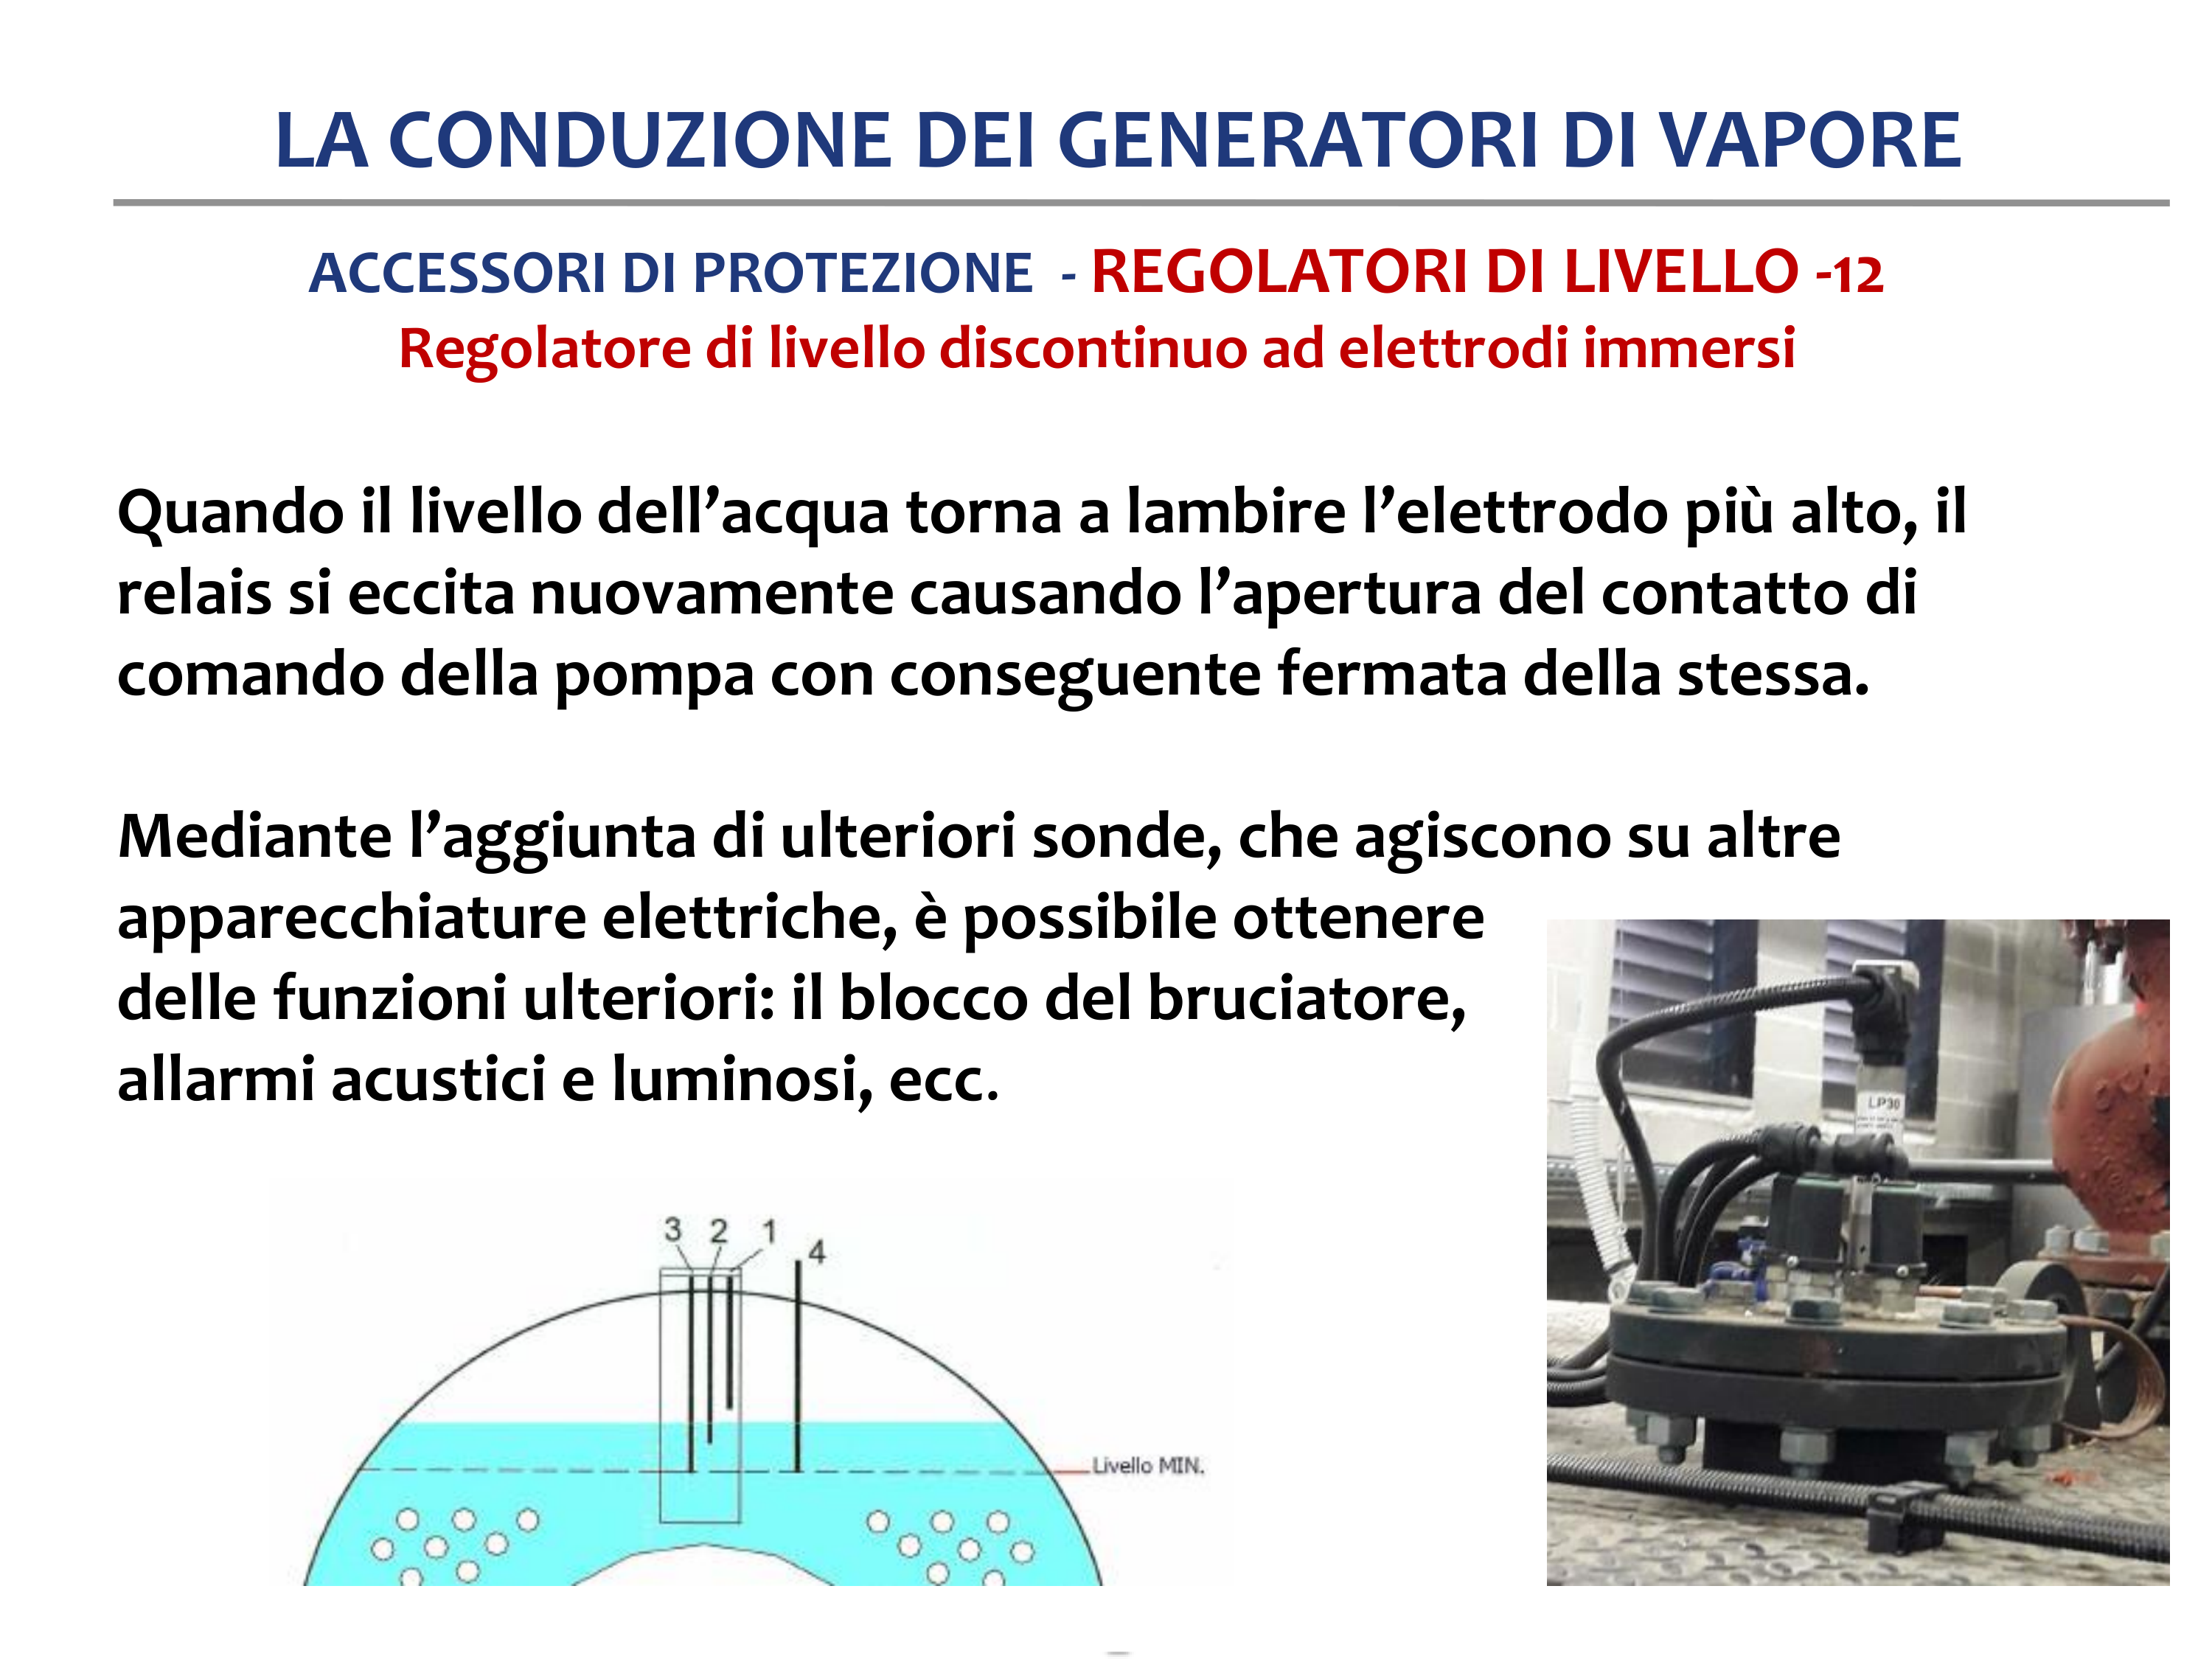 LA CONDUZIONE DEI GENERATORI DI VAPORE
ACCESSORI DI PROTEZIONE - REGOLATORI DI LIVELLO -12
Regolatore di livello discontinuo ad elettrodi immersi
Quando il livello dell’acqua torna a lambire l’elettrodo più alto, il
relais si eccita nuovamente causando l’apertura del contatto di
comando della pompa con conseguente fermata della stessa.
Mediante l’aggiunta di ulteriori sonde, che agiscono su altre
apparecchiature elettriche, è possibile ottenere
delle funzioni ulteriori: il blocco del bruciatore,
allarmi acustici e luminosi, ecc.
LP30
3 2 1 4
Livello MIN.